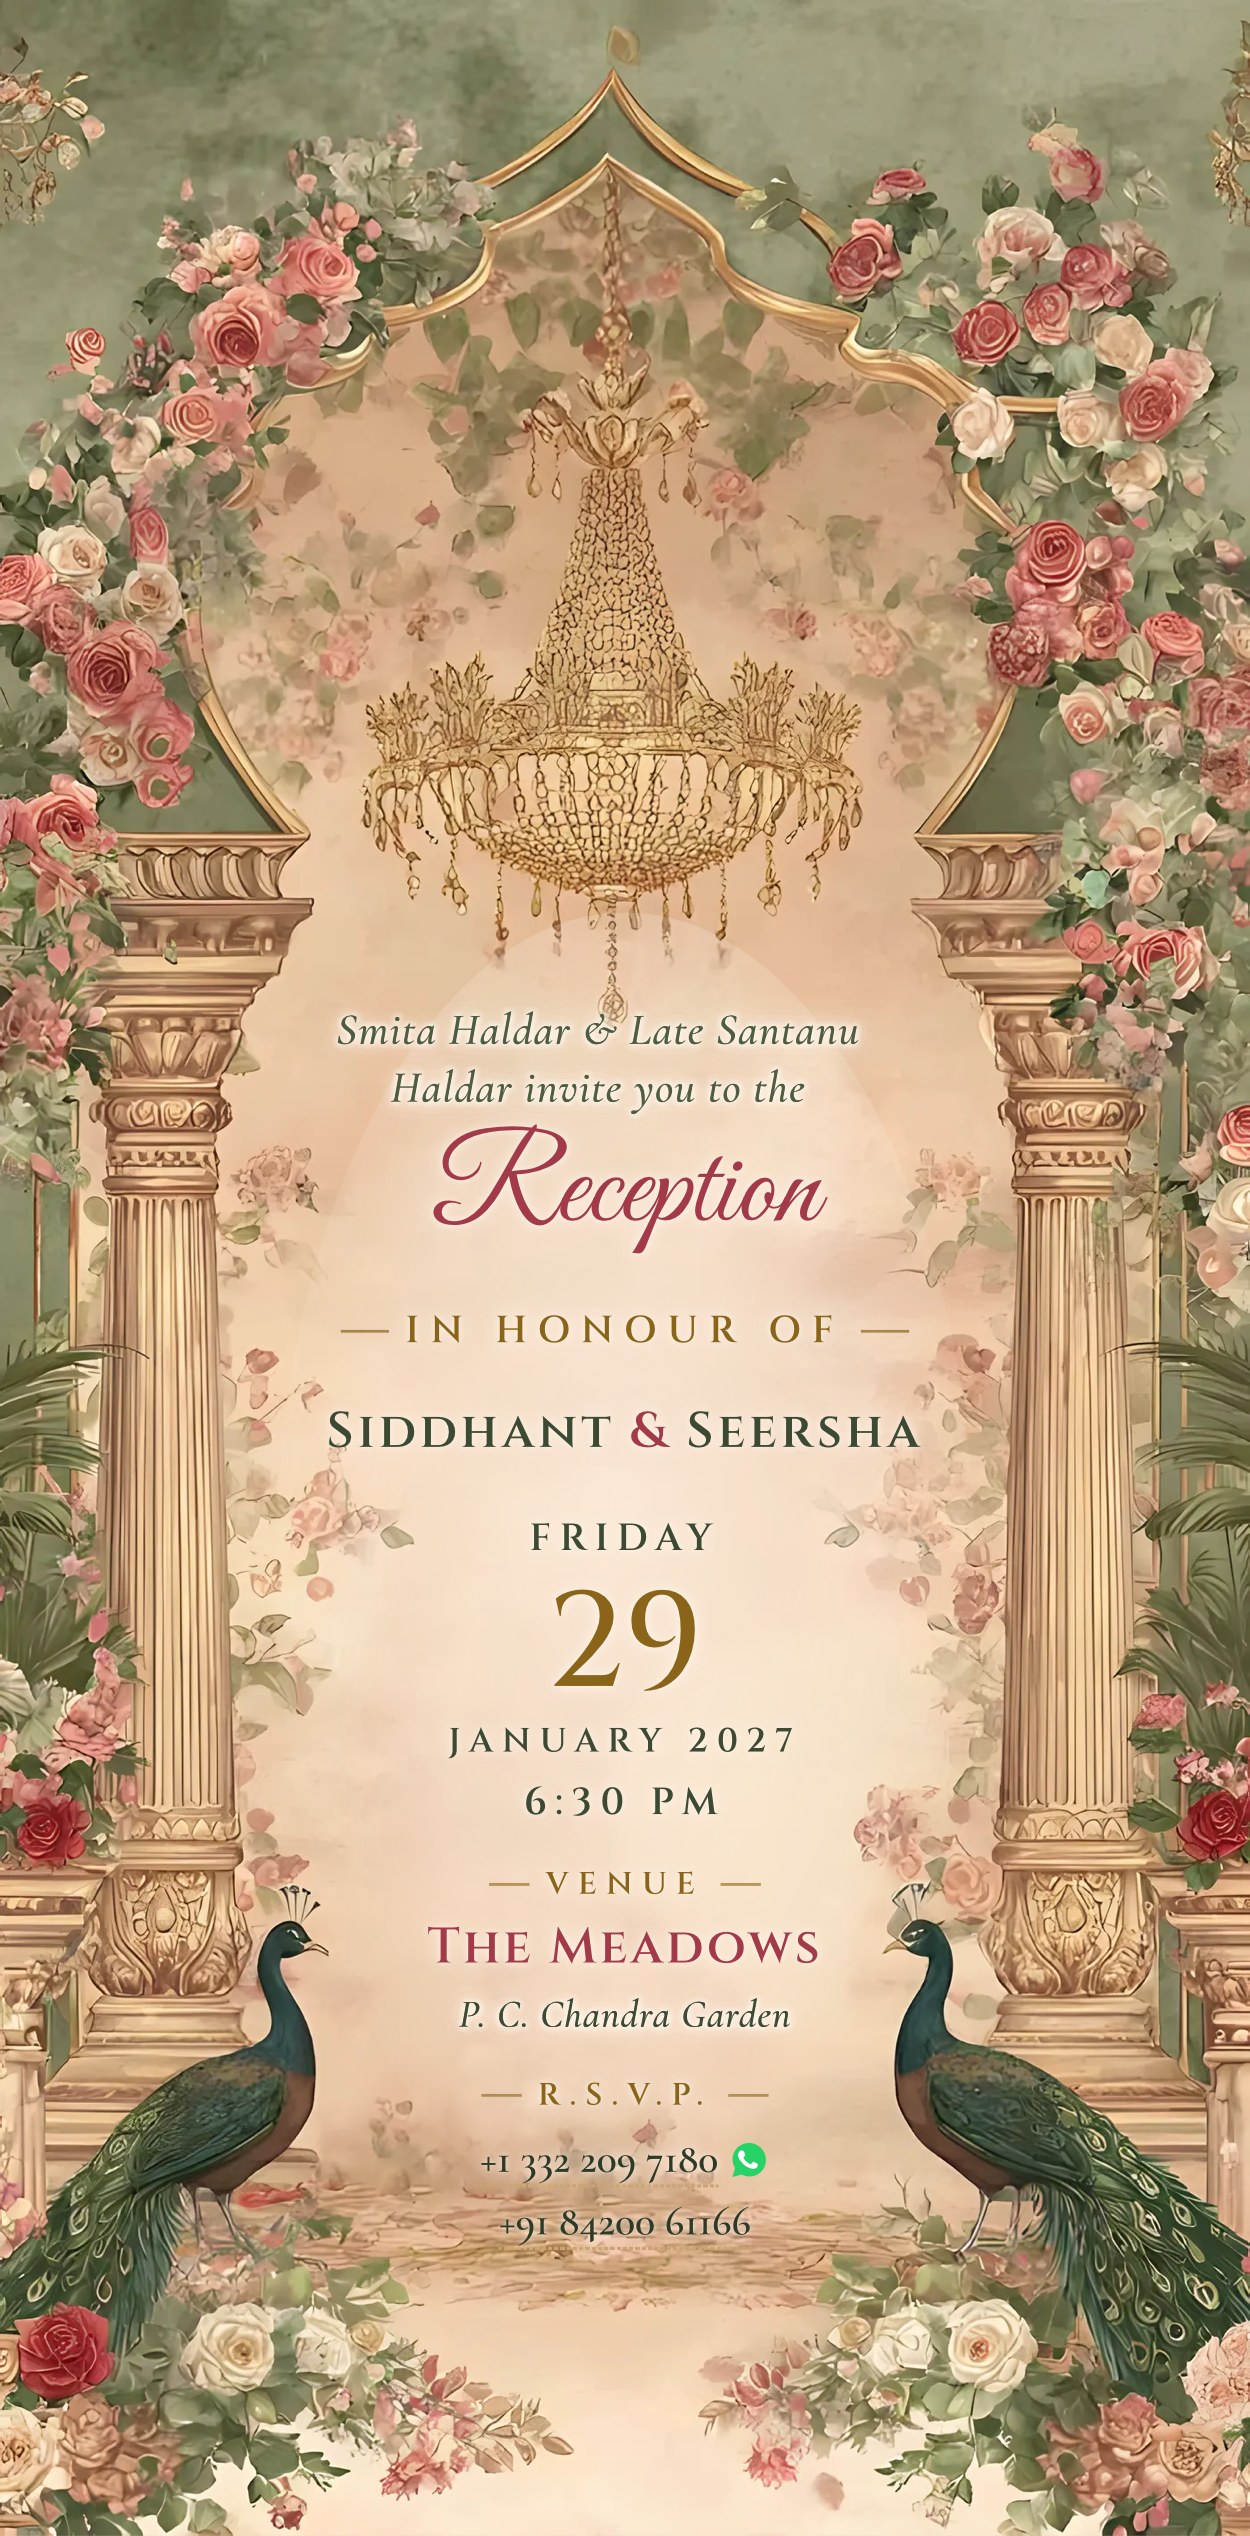 Smita Haldar & Late Santanu
Haldar invite you to the
Reception
IN HONOUR OF
SIDDHANT & SEERSHA
FRIDAY
29
JANUARY 2027
6:30 PM
VENUE
THE MEADOWS
P. C. Chandra Garden
R.S.V.P.
+1 332 209 7180
+91 84200 61166